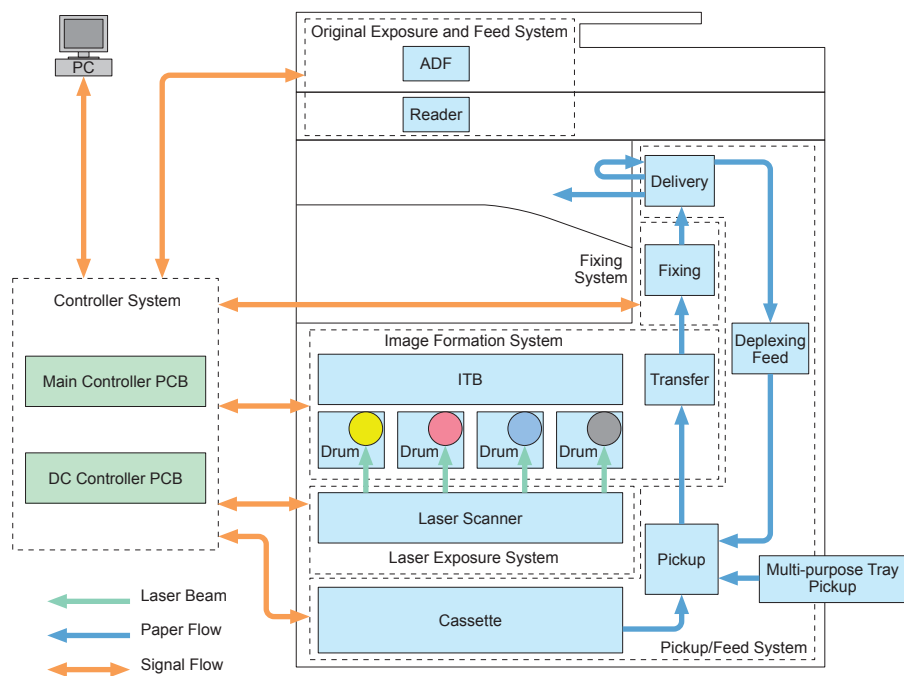 PC
Original Exposure and Feed System
ADF
Reader
Delivery
Fixing
System
Fixing
Controller System
Main Controller PCB
DC Controller PCB
Image Formation System
ITB
Transfer
Deplexing
Feed
Drum
Drum
Drum
Drum
Laser Scanner
Laser Exposure System
Pickup
Multi-purpose Tray
Pickup
Cassette
Pickup/Feed System
Laser Beam
Paper Flow
Signal Flow